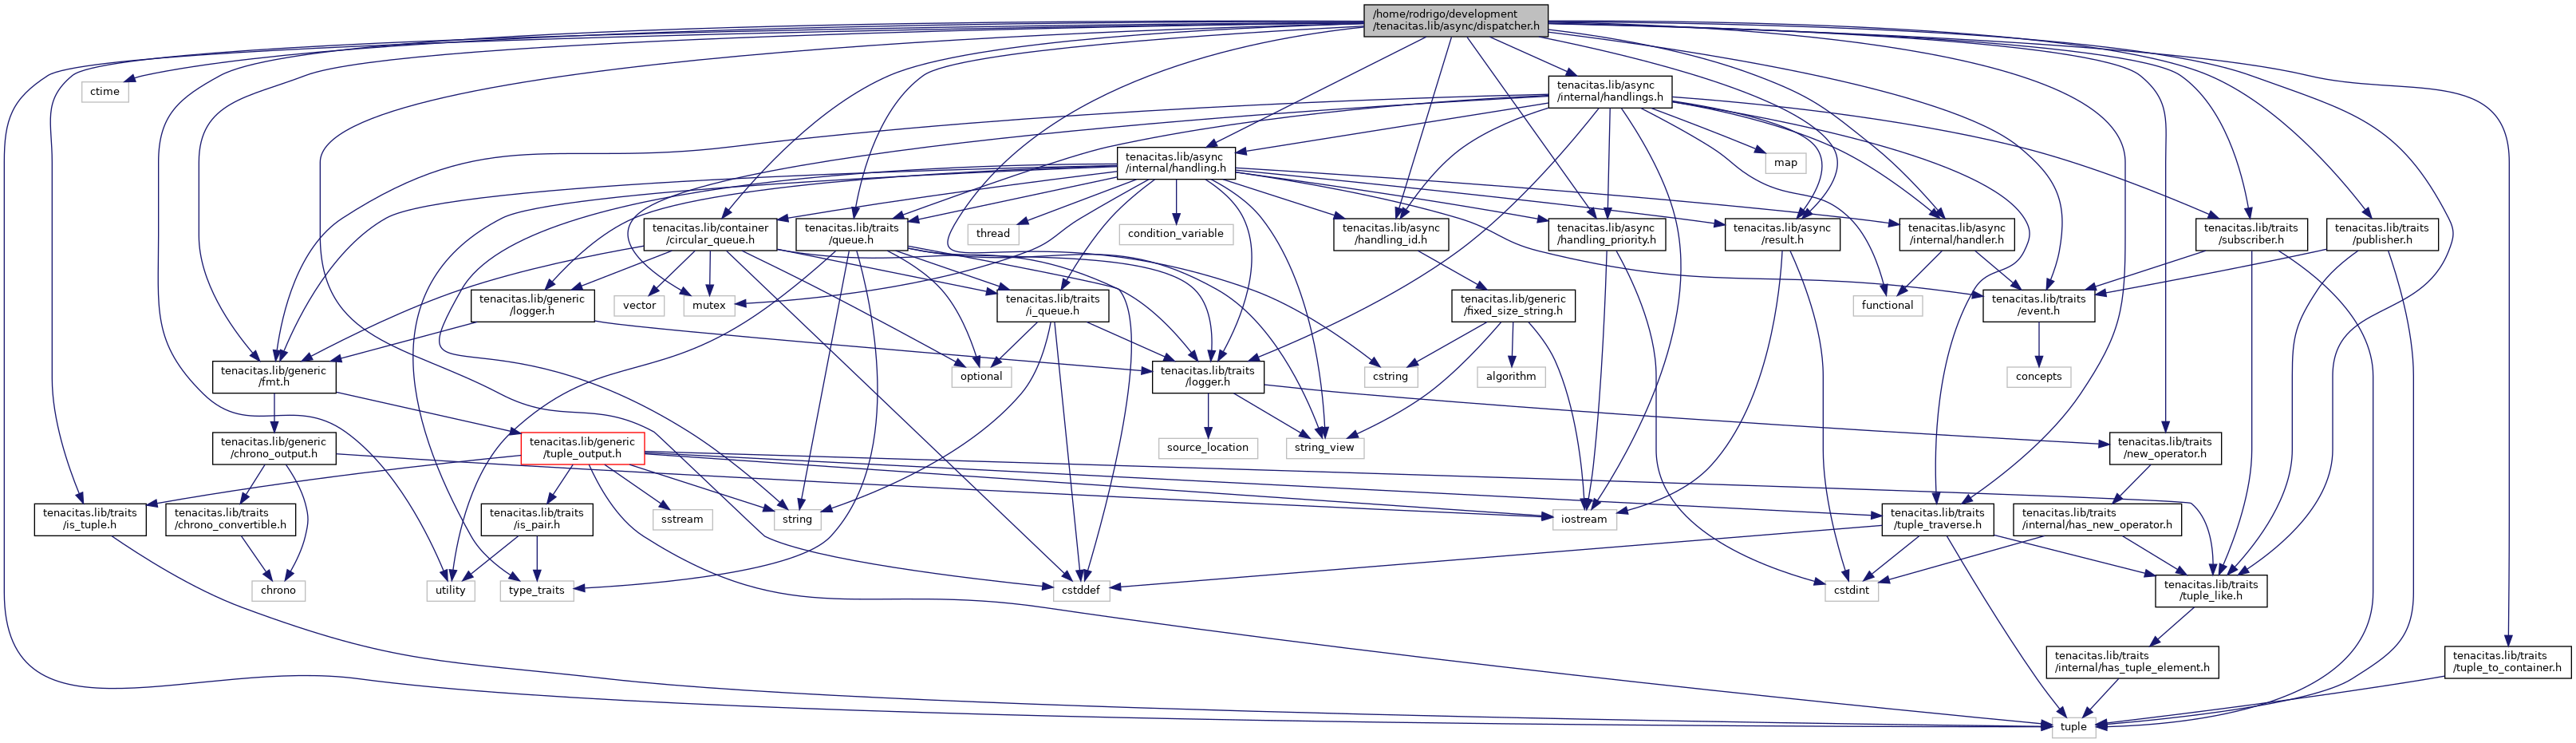 /home/rodrigo/development
/tenacitas.lib/async/dispatcher.h
ctime
tenacitas.lib/async
/internal/handlings.h
tenacitas.lib/async
/internal/handling.h
map
tenacitas.lib/container
/circular_queue.h
tenacitas.lib/traits
/queue.h
thread
condition_variable
tenacitas.lib/async
/handling_id.h
tenacitas.lib/async
/handling_priority.h
tenacitas.lib/async
/result.h
tenacitas.lib/async
/internal/handler.h
tenacitas.lib/traits
/subscriber.h
tenacitas.lib/traits
/publisher.h
tenacitas.lib/generic
/logger.h
vector
mutex
tenacitas.lib/traits
/i_queue.h
tenacitas.lib/generic
/fixed_size_string.h
functional
tenacitas.lib/traits
/event.h
tenacitas.lib/generic
/fmt.h
optional
tenacitas.lib/traits
/logger.h
cstring
algorithm
concepts
tenacitas.lib/generic
/chrono_output.h
tenacitas.lib/generic
/tuple_output.h
source_location
string_view
tenacitas.lib/traits
/new_operator.h
tenacitas.lib/traits
/is_tuple.h
tenacitas.lib/traits
/chrono_convertible.h
tenacitas.lib/traits
/is_pair.h
sstream
string
iostream
tenacitas.lib/traits
/tuple_traverse.h
tenacitas.lib/traits
/internal/has_new_operator.h
chrono
utility
type_traits
cstddef
cstdint
tenacitas.lib/traits
/tuple_like.h
tenacitas.lib/traits
/internal/has_tuple_element.h
tenacitas.lib/traits
/tuple_to_container.h
tuple